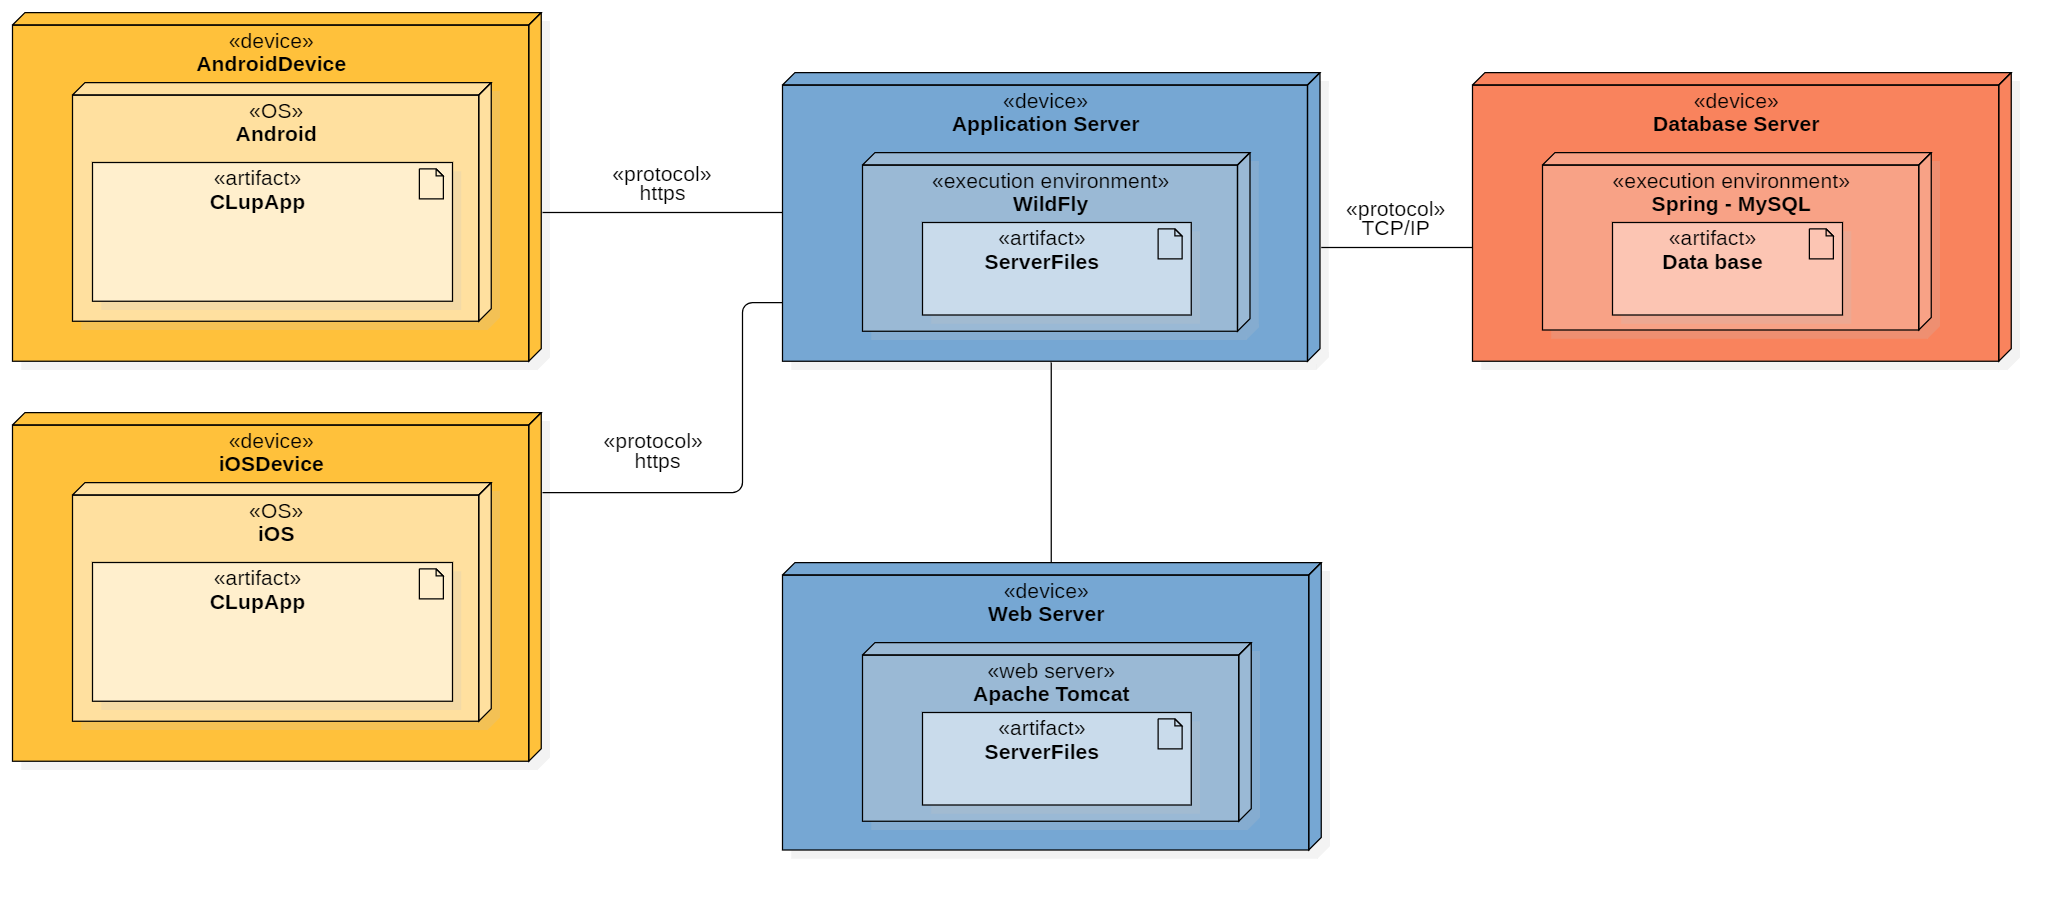 «device»
AndroidDevice
«OS»
Android
«artifact»
CLupApp
«protocol»
https
«device»
Application Server
«execution environment»
WildFly
«artifact»
ServerFiles
«protocol»
TCP/IP
«device»
Database Server
«execution environment»
Spring - MySQL
«artifact»
Data base
«device»
iOSDevice
«OS»
iOS
«artifact»
CLupApp
«protocol»
https
«device»
Web Server
«web server»
Apache Tomcat
«artifact»
ServerFiles